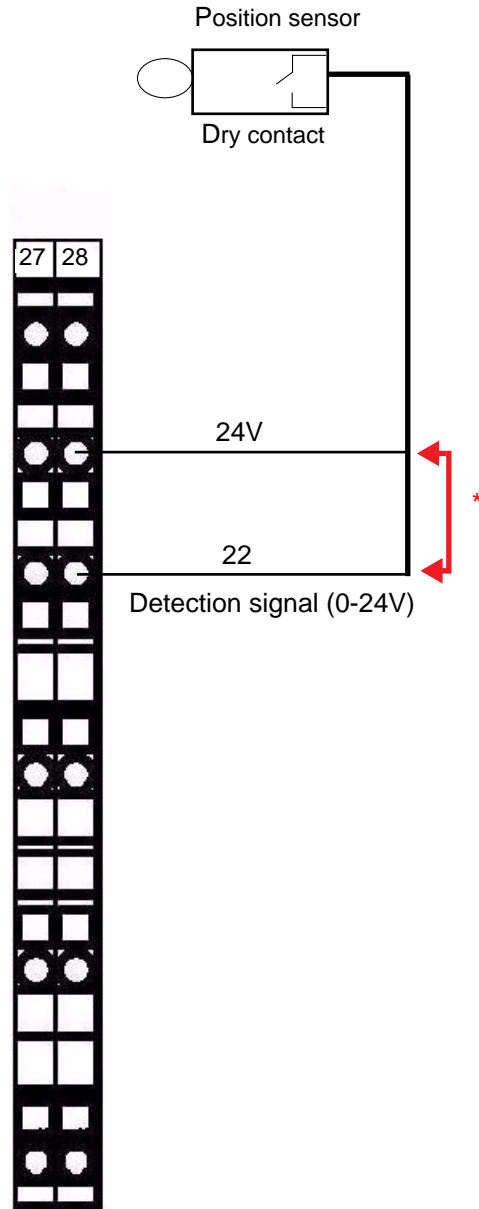 Position sensor
Dry contact
27 28
24V
*
22
Detection signal (0-24V)